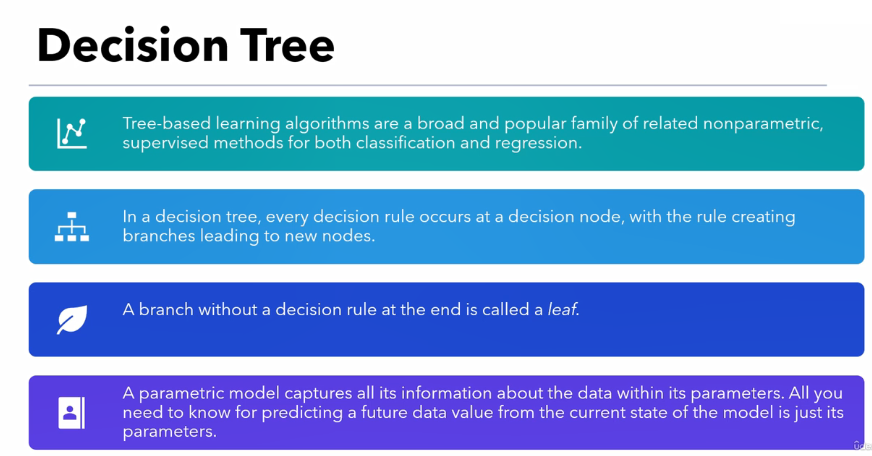 Decision Tree
Tree-based learning algorithms are a broad and popular family of related nonparametric,
supervised methods for both classification and regression.
In a decision tree, every decision rule occurs at a decision node, with the rule creating
branches leading to new nodes.
A branch without a decision rule at the end is called a leaf.
A parametric model captures all its information about the data within its parameters. All you
need to know for predicting a future data value from the current state of the model is just its
parameters.